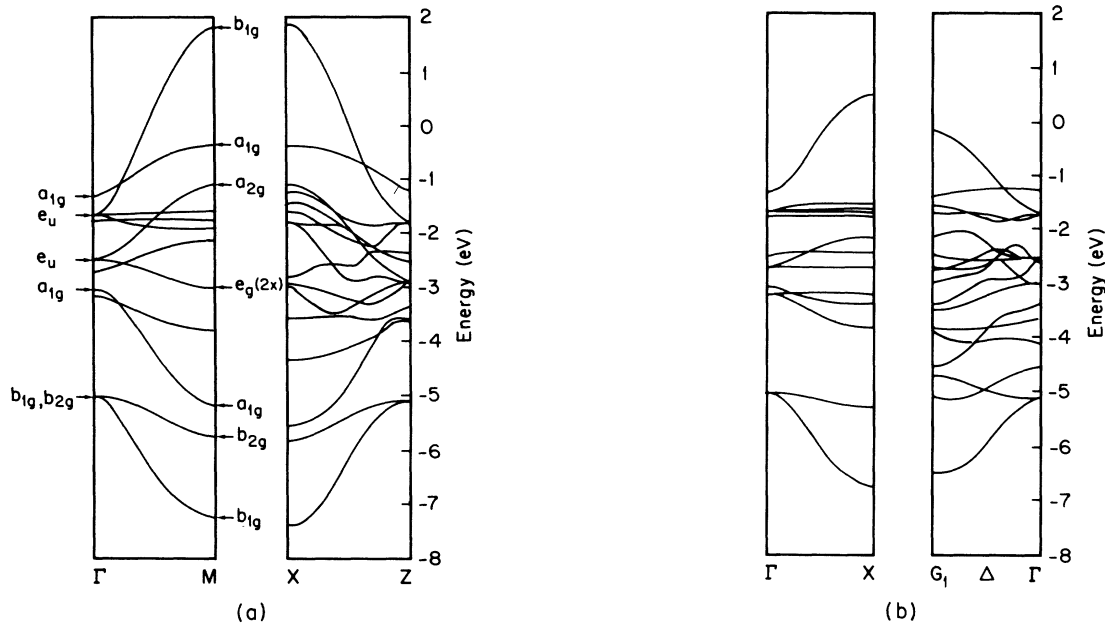 b1g
a1g
a2g
eg(2x)
a1g
b2g
b1g
a1g
eu
eu
a1g
b1g,b2g
2
1
0
-1
-2
-3
-4
-5
-6
-7
-8
Energy (eV)
Γ
M
X
Z
(a)
2
1
0
-1
-2
-3
-4
-5
-6
-7
-8
Energy (eV)
Γ
X
G1
Δ
Γ
(b)